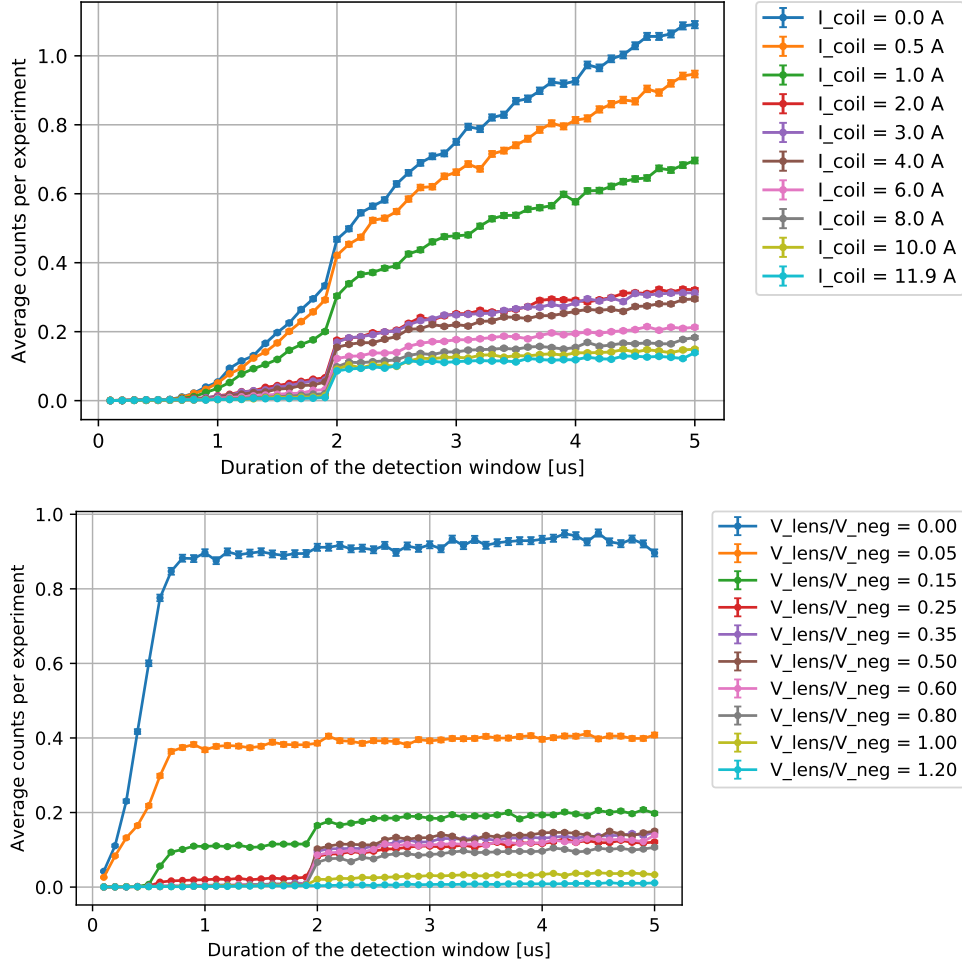 1.0
0.8
0.6
0.4
0.2
0.0
Average counts per experiment
0 1 2 3 4 5
Duration of the detection window [us]
I_coil = 0.0 A
I_coil = 0.5 A
I_coil = 1.0 A
I_coil = 2.0 A
I_coil = 3.0 A
I_coil = 4.0 A
I_coil = 6.0 A
I_coil = 8.0 A
I_coil = 10.0 A
I_coil = 11.9 A
1.0
0.8
0.6
0.4
0.2
0.0
Average counts per experiment
0 1 2 3 4 5
Duration of the detection window [us]
V_lens/V_neg = 0.00
V_lens/V_neg = 0.05
V_lens/V_neg = 0.15
V_lens/V_neg = 0.25
V_lens/V_neg = 0.35
V_lens/V_neg = 0.50
V_lens/V_neg = 0.60
V_lens/V_neg = 0.80
V_lens/V_neg = 1.00
V_lens/V_neg = 1.20